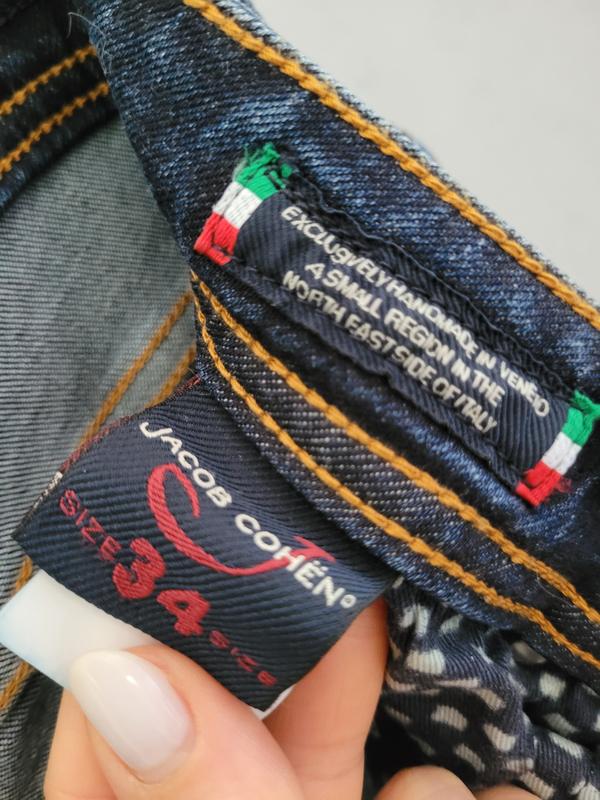 EXCLUSIVELY HANDMADE IN VENETO
A SMALL REGION IN THE
NORTH EAST SIDE OF ITALY
JACOB COHËN
SIZE 34 SIZE